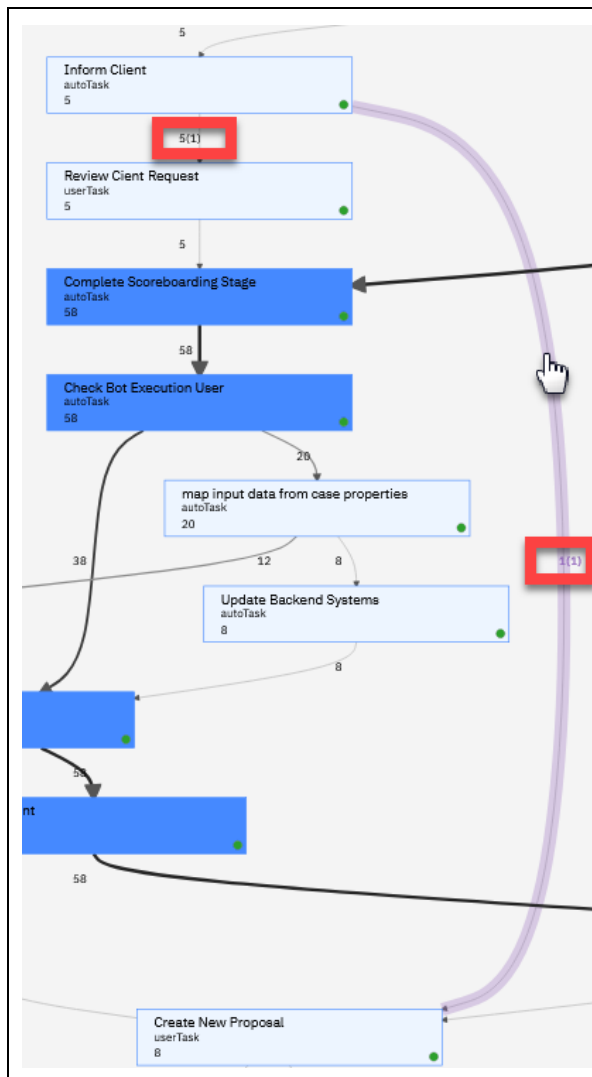 5
Inform Client
autoTask
5
5(1)
Review Cient Request
userTask
5
5
Complete Scoreboarding Stage
autoTask
58
58
Check Bot Execution User
autoTask
58
20
map input data from case properties
autoTask
20
38
12
8
1(1)
Update Backend Systems
autoTask
8
8
58
nt
58
Create New Proposal
userTask
8